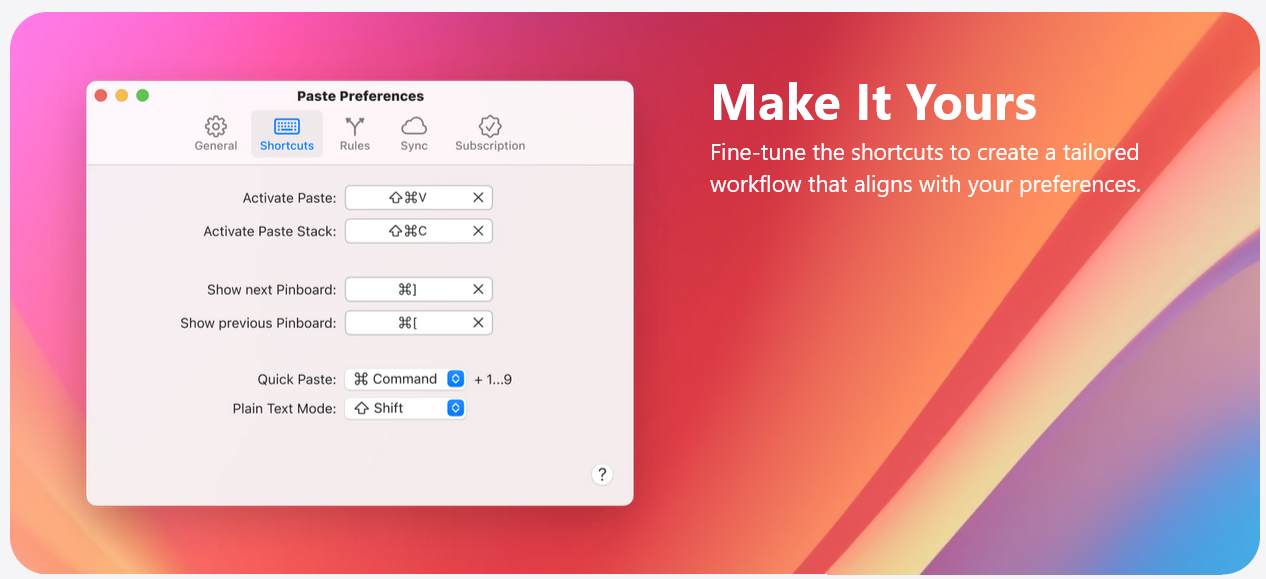 Paste Preferences
General Shortcuts Rules Sync Subscription
Activate Paste: ⇧⌘V ✕
Activate Paste Stack: ⇧⌘C ✕
Show next Pinboard: ⌘] ✕
Show previous Pinboard: ⌘[ ✕
Quick Paste: ⌘ Command + 1...9
Plain Text Mode: ⇧ Shift
?
Make It Yours
Fine-tune the shortcuts to create a tailored
workflow that aligns with your preferences.